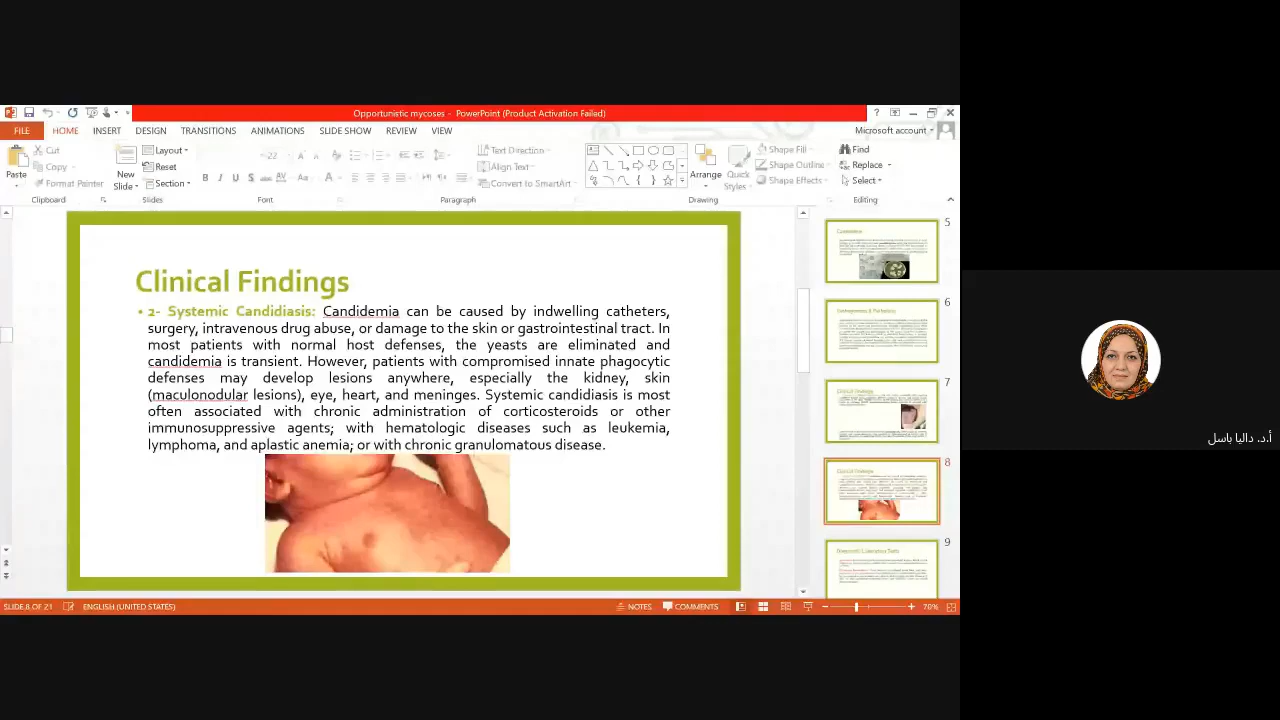 Opportunistic mycoses - PowerPoint (Product Activation Failed)
FILE HOME INSERT DESIGN TRANSITIONS ANIMATIONS SLIDE SHOW REVIEW VIEW
Microsoft account
Paste
Cut
Copy
Format Painter
Clipboard
New
Slide
Layout
Reset
Section
Slides
22
Font
Text Direction
Align Text
Convert to SmartArt
Paragraph
Arrange
Quick
Styles
Shape Fill
Shape Outline
Shape Effects
Drawing
Find
Replace
Select
Editing
Clinical Findings
• 2- Systemic Candidiasis: Candidemia can be caused by indwelling catheters,
intravenous drug abuse, or damage to the skin or gastrointestinal tract. In
with normal host defenses, the yeasts are eliminated and
candidemia transient. However, patients with compromised innate phagocytic
defenses may develop lesions anywhere, especially the kidney, skin
(maculonodular lesions), eye, heart, and meninges. Systemic candidiasis is most
often associated with chronic administration of corticosteroids or other
immunosuppressive agents; with hematologic diseases such as leukemia,
lymphoma, and aplastic anemia; or with chronic granulomatous disease.
5
6
7
Clinical Findings
8
Clinical Findings
9
Diagnostic Laboratory Tests
SLIDE 8 OF 21 ENGLISH (UNITED STATES) NOTES COMMENTS 70%
أ.د. داليا باسل